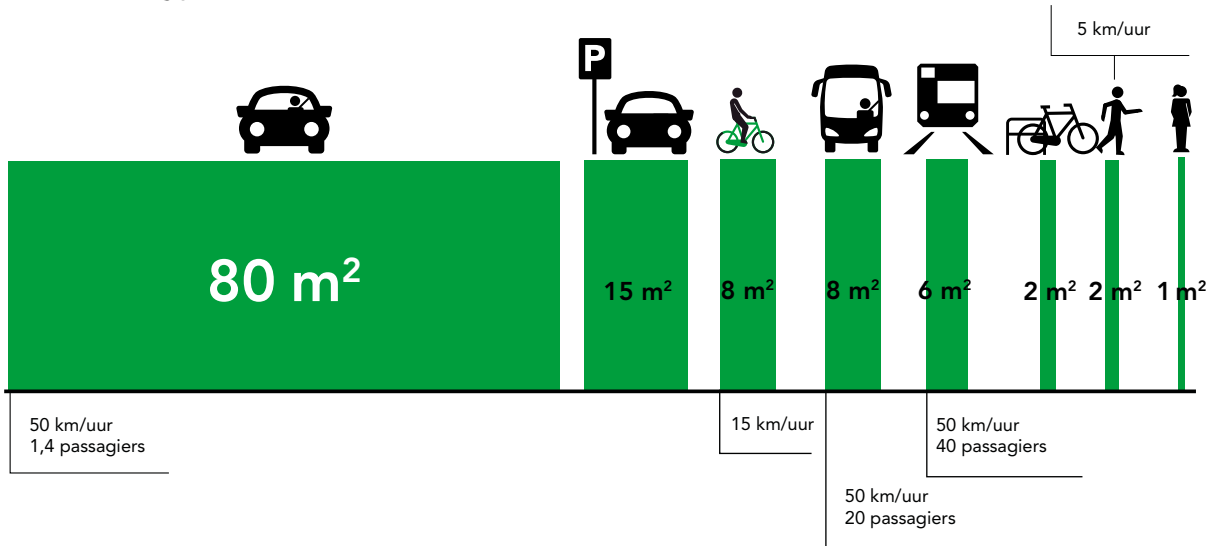 5 km/uur
P
80 m²
15 m²
8 m²
8 m²
6 m²
2 m²
2 m²
1 m²
50 km/uur
1,4 passagiers
15 km/uur
50 km/uur
40 passagiers
50 km/uur
20 passagiers